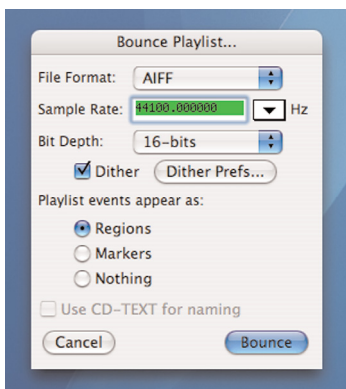 Bounce Playlist...
File Format: AIFF
Sample Rate: 44100.000000 Hz
Bit Depth: 16-bits
Dither Dither Prefs...
Playlist events appear as:
Regions
Markers
Nothing
Use CD-TEXT for naming
Cancel Bounce